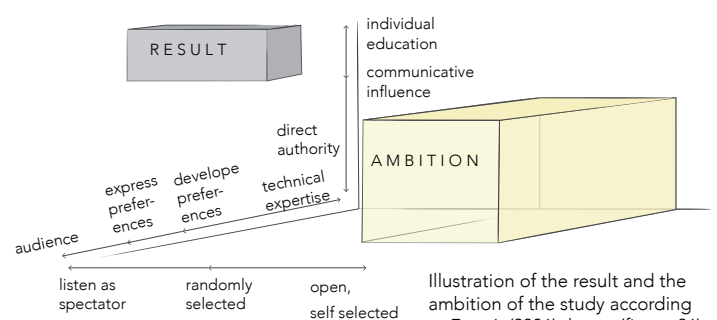 individual
education
RESULT
communicative
influence
direct
authority
AMBITION
express
prefer-
ences
develope
prefer-
ences
technical
expertise
audience
listen as
spectator
randomly
selected
open,
self selected
Illustration of the result and the
ambition of the study according